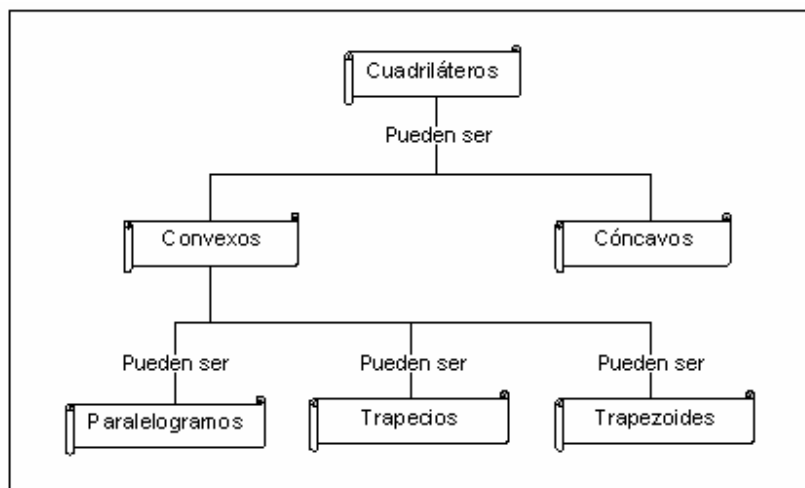 Cuadriláteros
Pueden ser
Convexos
Cóncavos
Pueden ser
Pueden ser
Pueden ser
Paralelogramos
Trapecios
Trapezoides